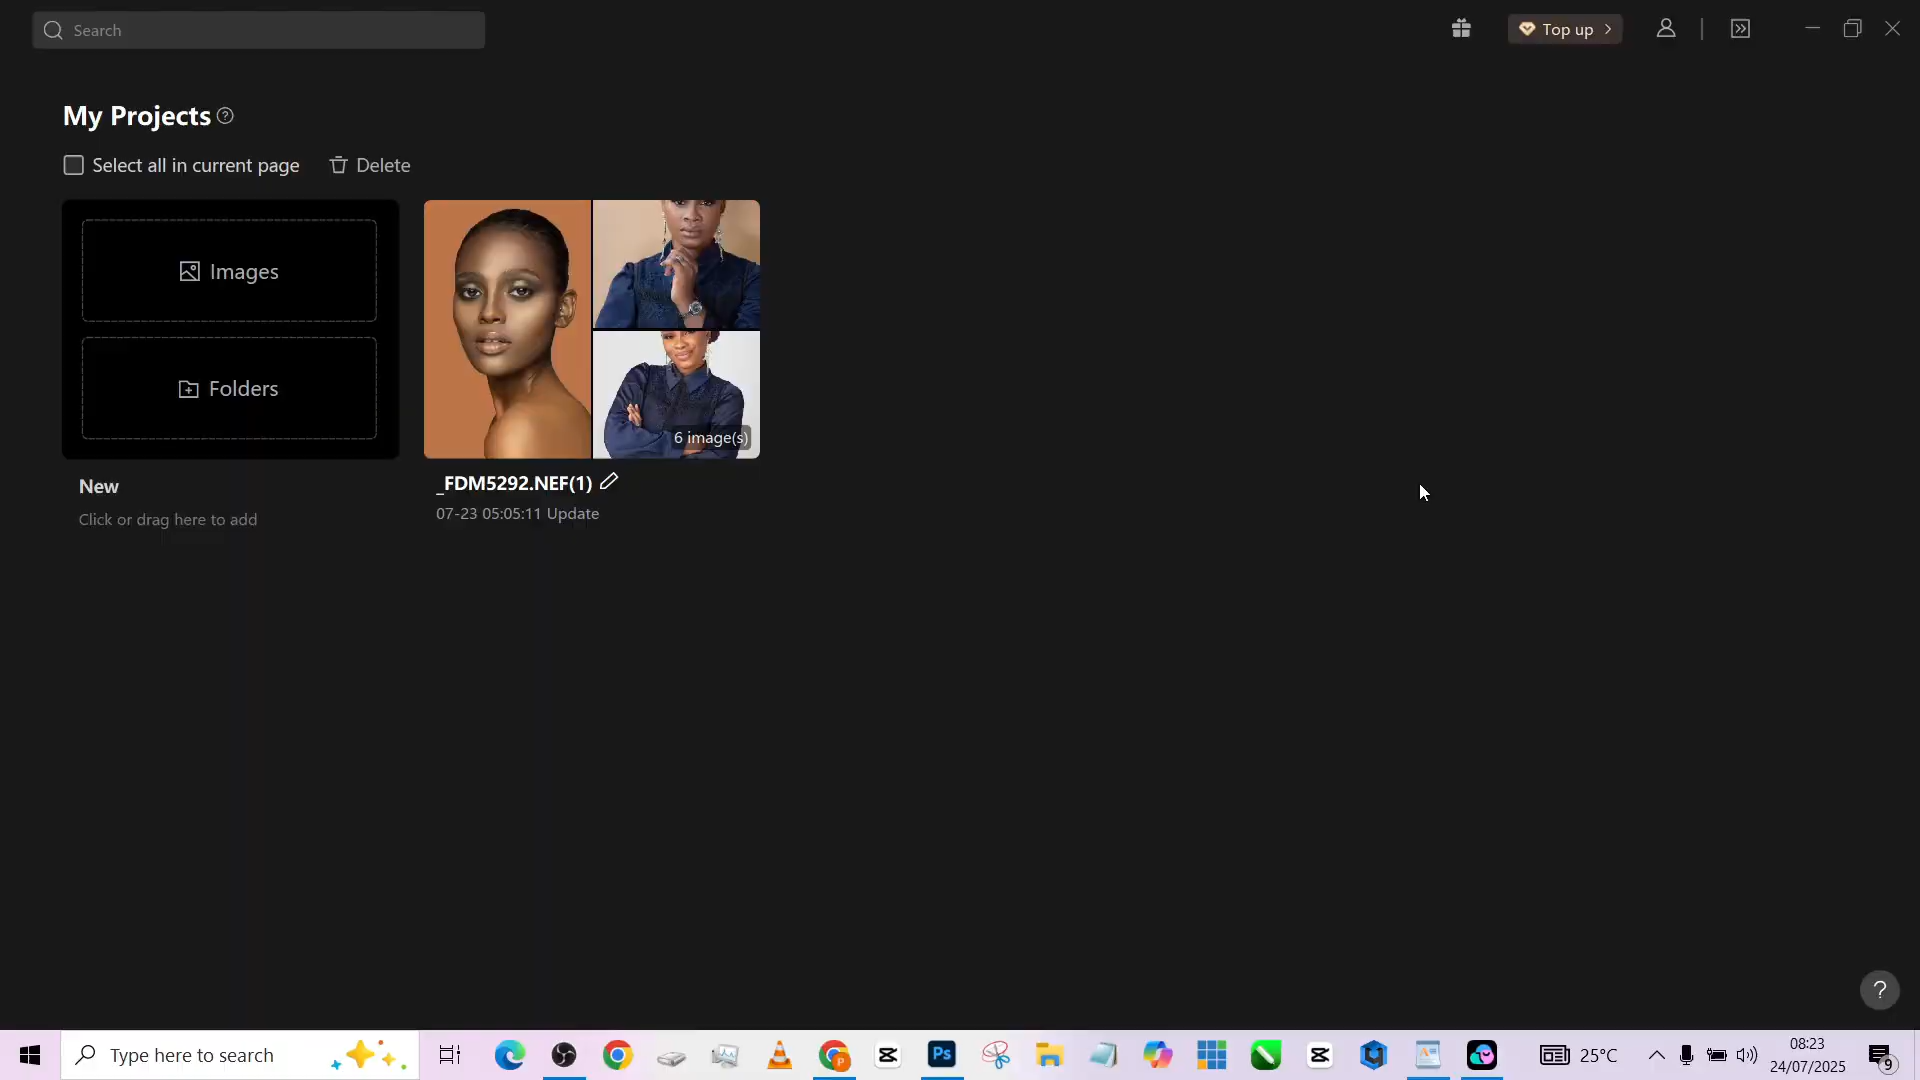 Search
Top up
My Projects
Select all in current page
Delete
Images
Folders
6 image(s)
New
_FDM5292.NEF(1)
Click or drag here to add
07-23 05:05:11 Update
?
Type here to search
Ps
25°C
08:23
24/07/2025
9